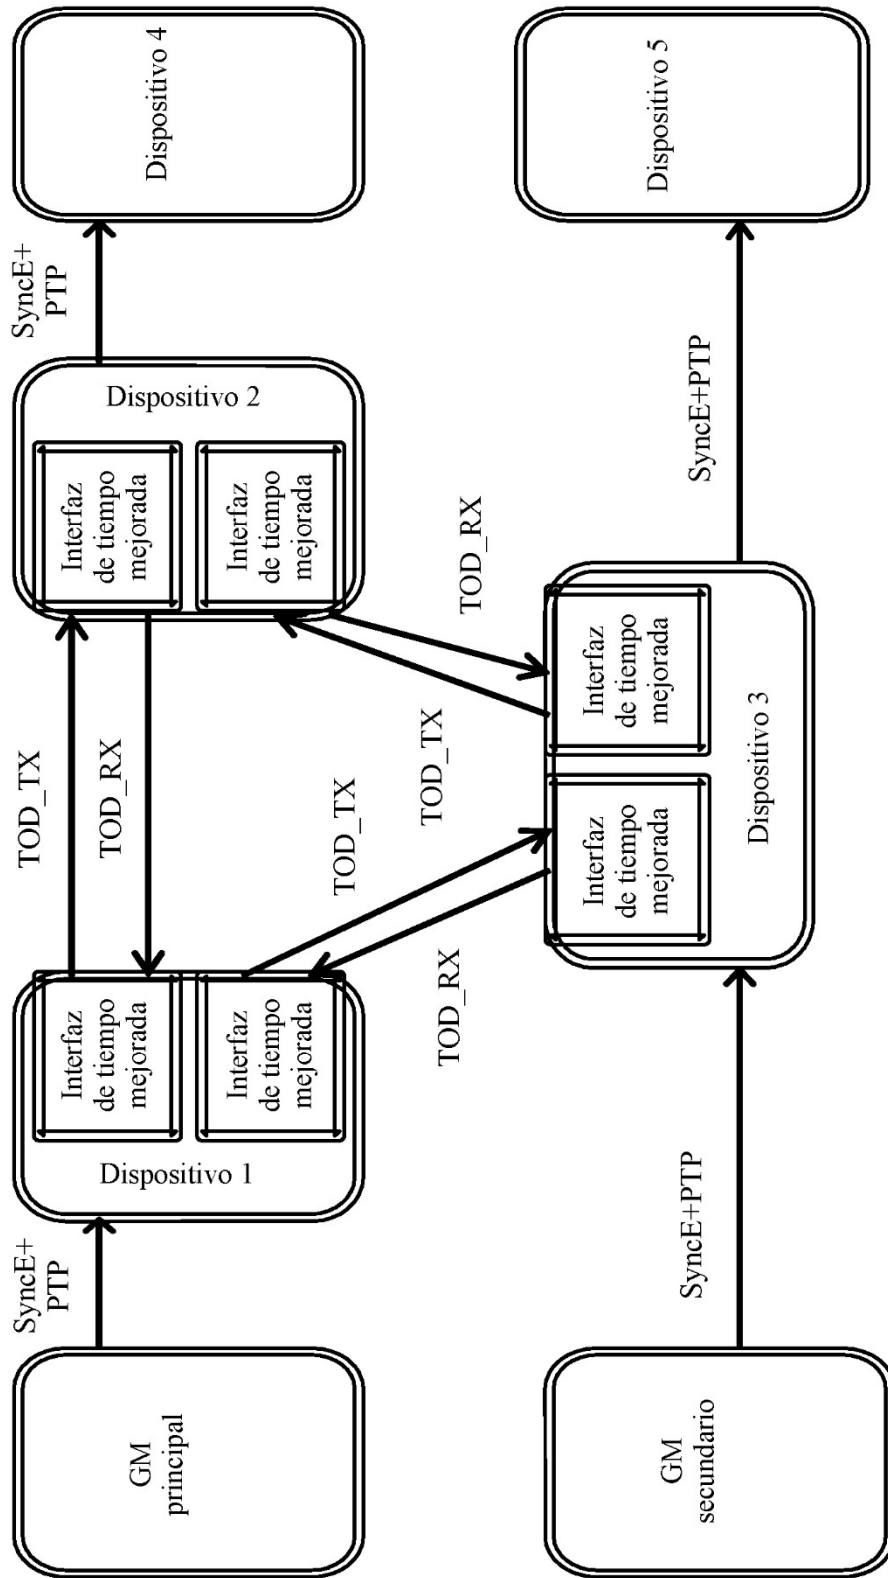 GM
principal
SyncE+
PTP
Dispositivo 1
Interfaz
de tiempo
mejorada
Interfaz
de tiempo
mejorada
TOD_TX
TOD_RX
Interfaz
de tiempo
mejorada
Interfaz
de tiempo
mejorada
Dispositivo 2
SyncE+
PTP
Dispositivo 4
TOD_TX
TOD_RX
TOD_TX
TOD_RX
GM
secundario
SyncE+PTP
Interfaz
de tiempo
mejorada
Interfaz
de tiempo
mejorada
Dispositivo 3
SyncE+PTP
Dispositivo 5